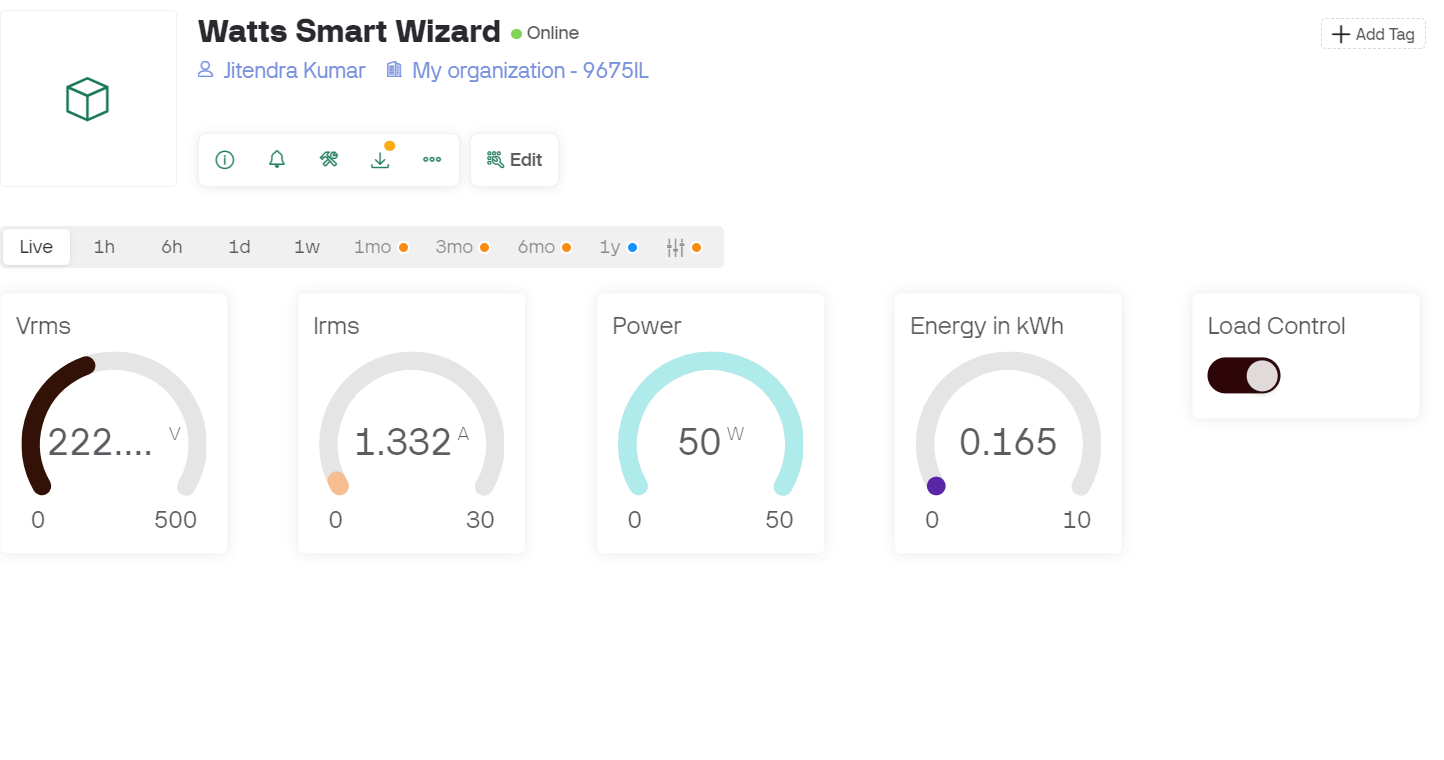 Watts Smart Wizard Online
Add Tag
Jitendra Kumar My organization - 9675IL
Edit
Live 1h 6h 1d 1w 1mo 3mo 6mo 1y
Vrms Irms Power Energy in kWh Load Control
222.... V 1.332 A 50 W 0.165
0 500 0 30 0 50 0 10